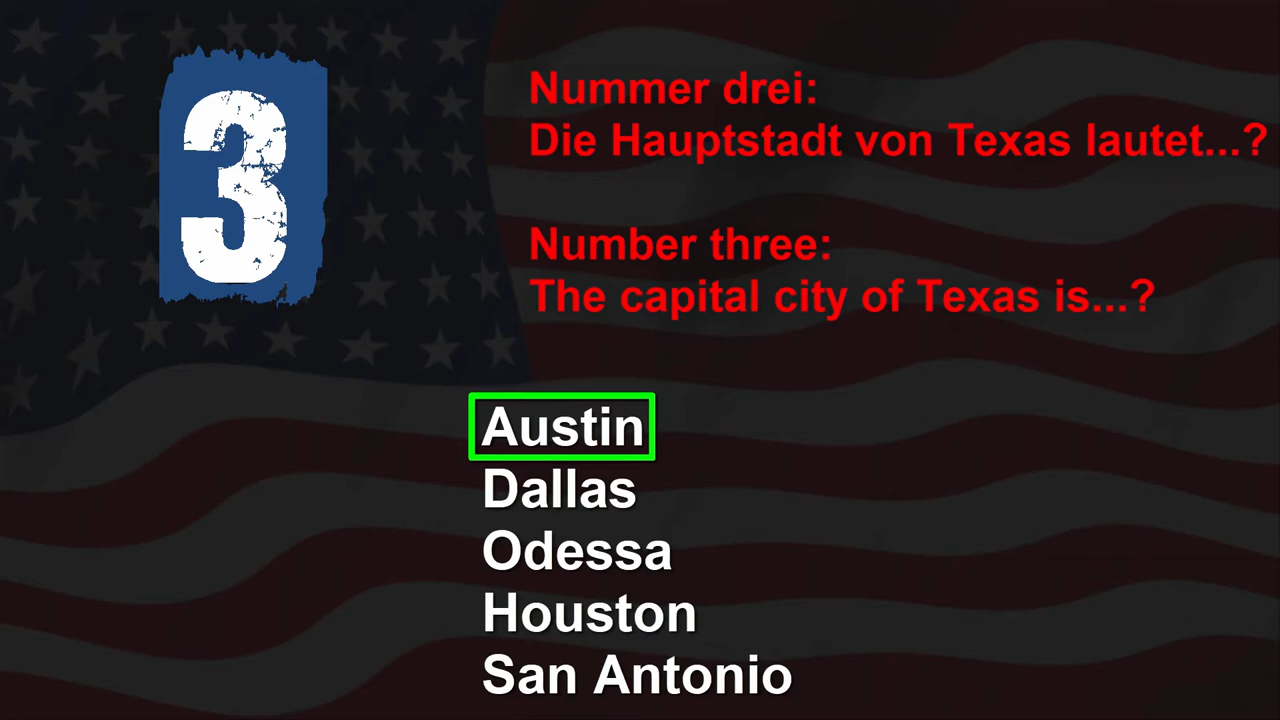 3
Nummer drei:
Die Hauptstadt von Texas lautet...?
Number three:
The capital city of Texas is...?
Austin
Dallas
Odessa
Houston
San Antonio